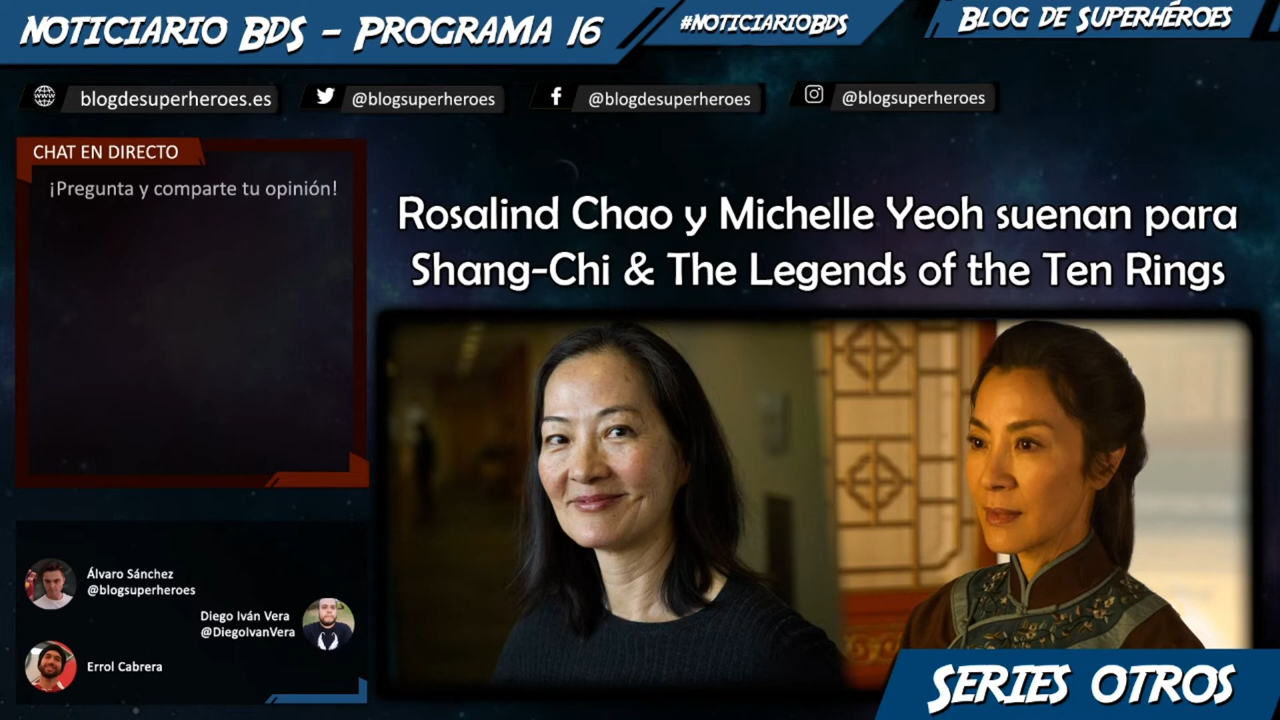 NOTICIARIO BDS - PROGRAMA 16
#NOTICIARIOBDS
BLOG DE SUPERHÉROES
blogdesuperheroes.es
@blogsuperheroes
@blogdesuperheroes
@blogsuperheroes
CHAT EN DIRECTO
¡Pregunta y comparte tu opinión!
Rosalind Chao y Michelle Yeoh suenan para
Shang-Chi & The Legends of the Ten Rings
Álvaro Sánchez
@blogsuperheroes
Diego Iván Vera
@DiegoIvanVera
Errol Cabrera
SERIES OTROS